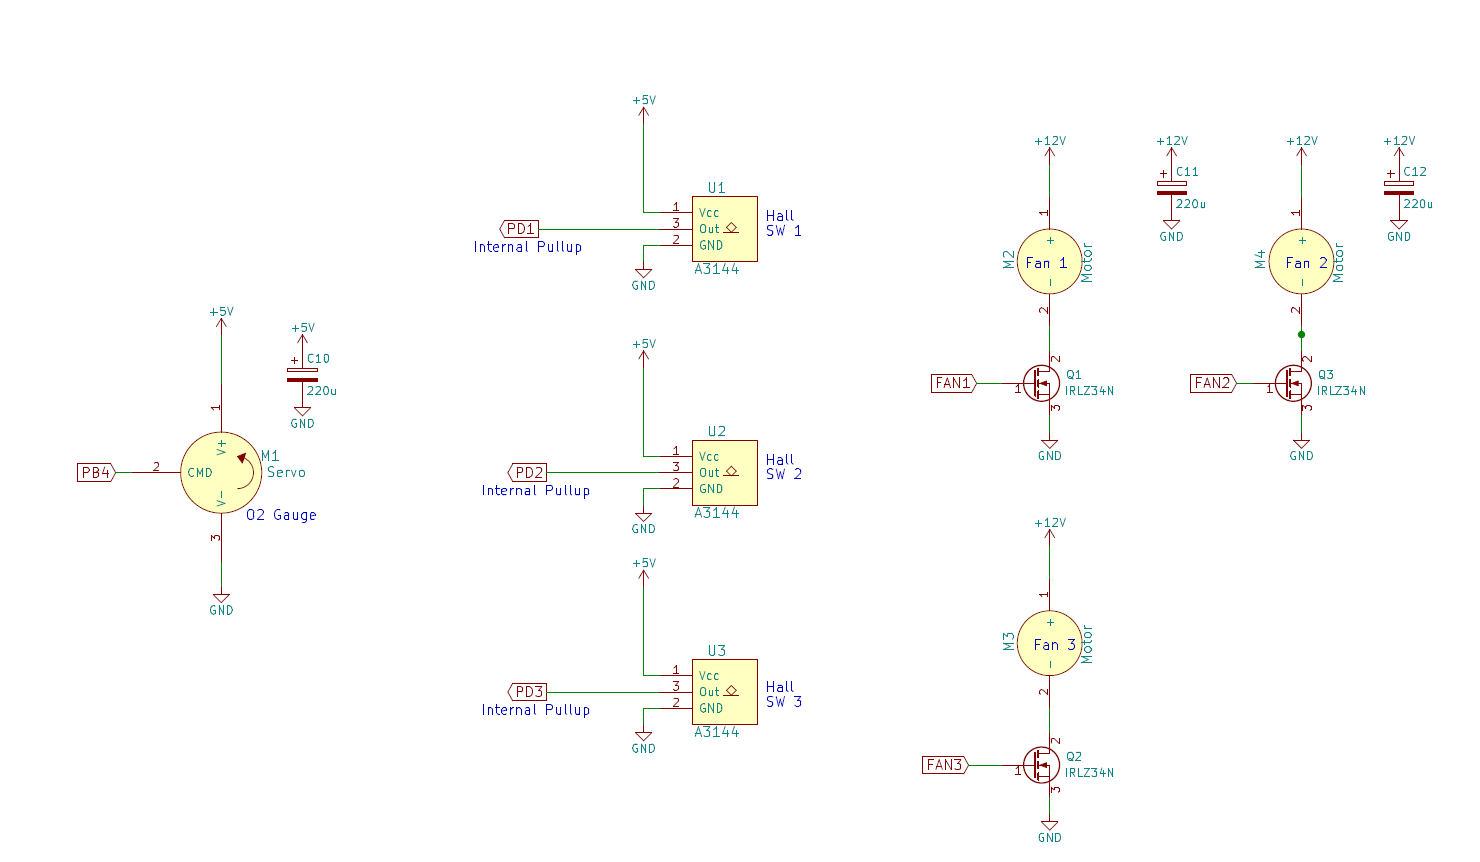 +5V
C10
+
220u
GND
+5V
1
V+
M1
Servo
CMD
2
PB4
V-
O2 Gauge
3
GND
+5V
U1
1
Vcc
Hall
SW 1
PD1
3
Out
Internal Pullup
2
GND
A3144
GND
+5V
U2
1
Vcc
Hall
SW 2
PD2
3
Out
Internal Pullup
2
GND
A3144
GND
+5V
U3
1
Vcc
Hall
SW 3
PD3
3
Out
Internal Pullup
2
GND
A3144
GND
+12V
1
+
M2
Fan 1
Motor
-
2
2
Q1
IRLZ34N
FAN1
1
3
GND
+12V
+
C11
220u
GND
+12V
1
+
M4
Fan 2
Motor
-
2
2
Q3
IRLZ34N
FAN2
1
3
GND
+12V
+
C12
220u
GND
+12V
1
+
M3
Fan 3
Motor
-
2
2
Q2
IRLZ34N
FAN3
1
3
GND